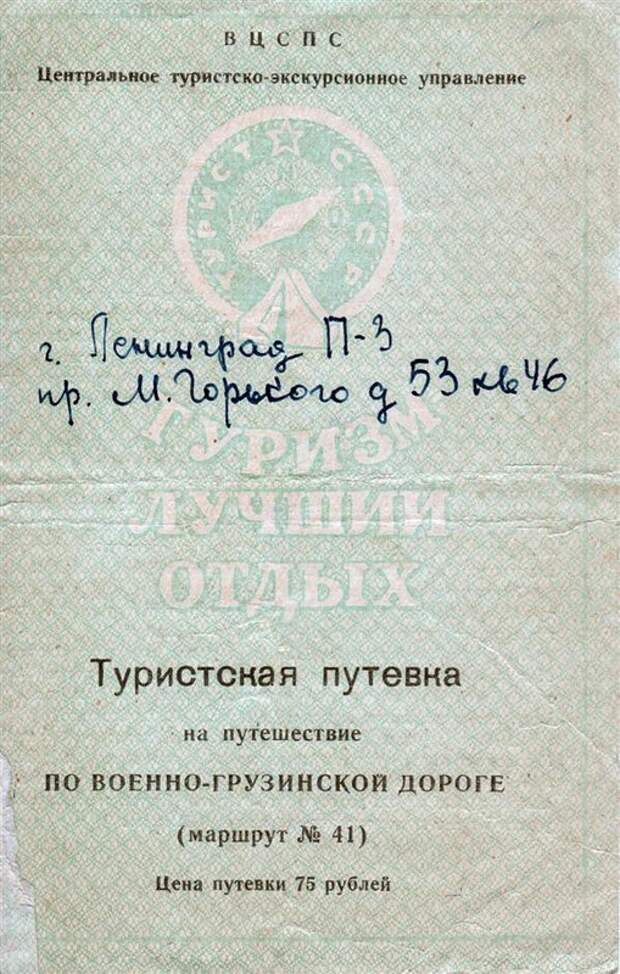 ВЦСПС
Центральное туристско-экскурсионное управление
ТУРИСТ СССР
г. Ленинград П-3
пр. М. Горького д 53 кв 46
ТУРИЗМ
ЛУЧШИЙ
ОТДЫХ
Туристская путевка
на путешествие
ПО ВОЕННО-ГРУЗИНСКОЙ ДОРОГЕ
(маршрут № 41)
Цена путевки 75 рублей